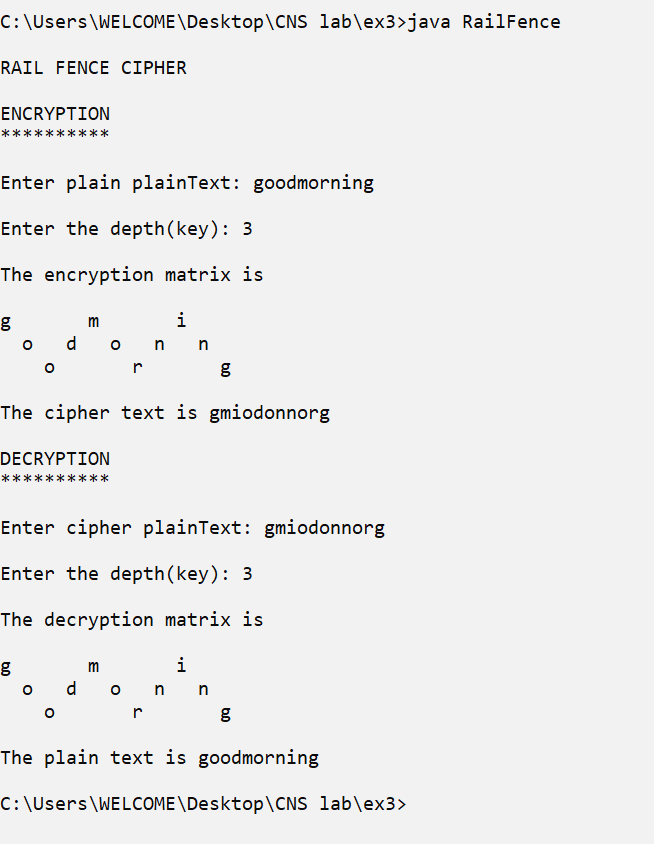 C:\Users\WELCOME\Desktop\CNS lab\ex3>java RailFence
RAIL FENCE CIPHER
ENCRYPTION
**********
Enter plain plainText: goodmorning
Enter the depth(key): 3
The encryption matrix is
g       m       i
  o   d   o   n   n
    o       r       g
The cipher text is gmiodonnorg
DECRYPTION
**********
Enter cipher plainText: gmiodonnorg
Enter the depth(key): 3
The decryption matrix is
g       m       i
  o   d   o   n   n
    o       r       g
The plain text is goodmorning
C:\Users\WELCOME\Desktop\CNS lab\ex3>